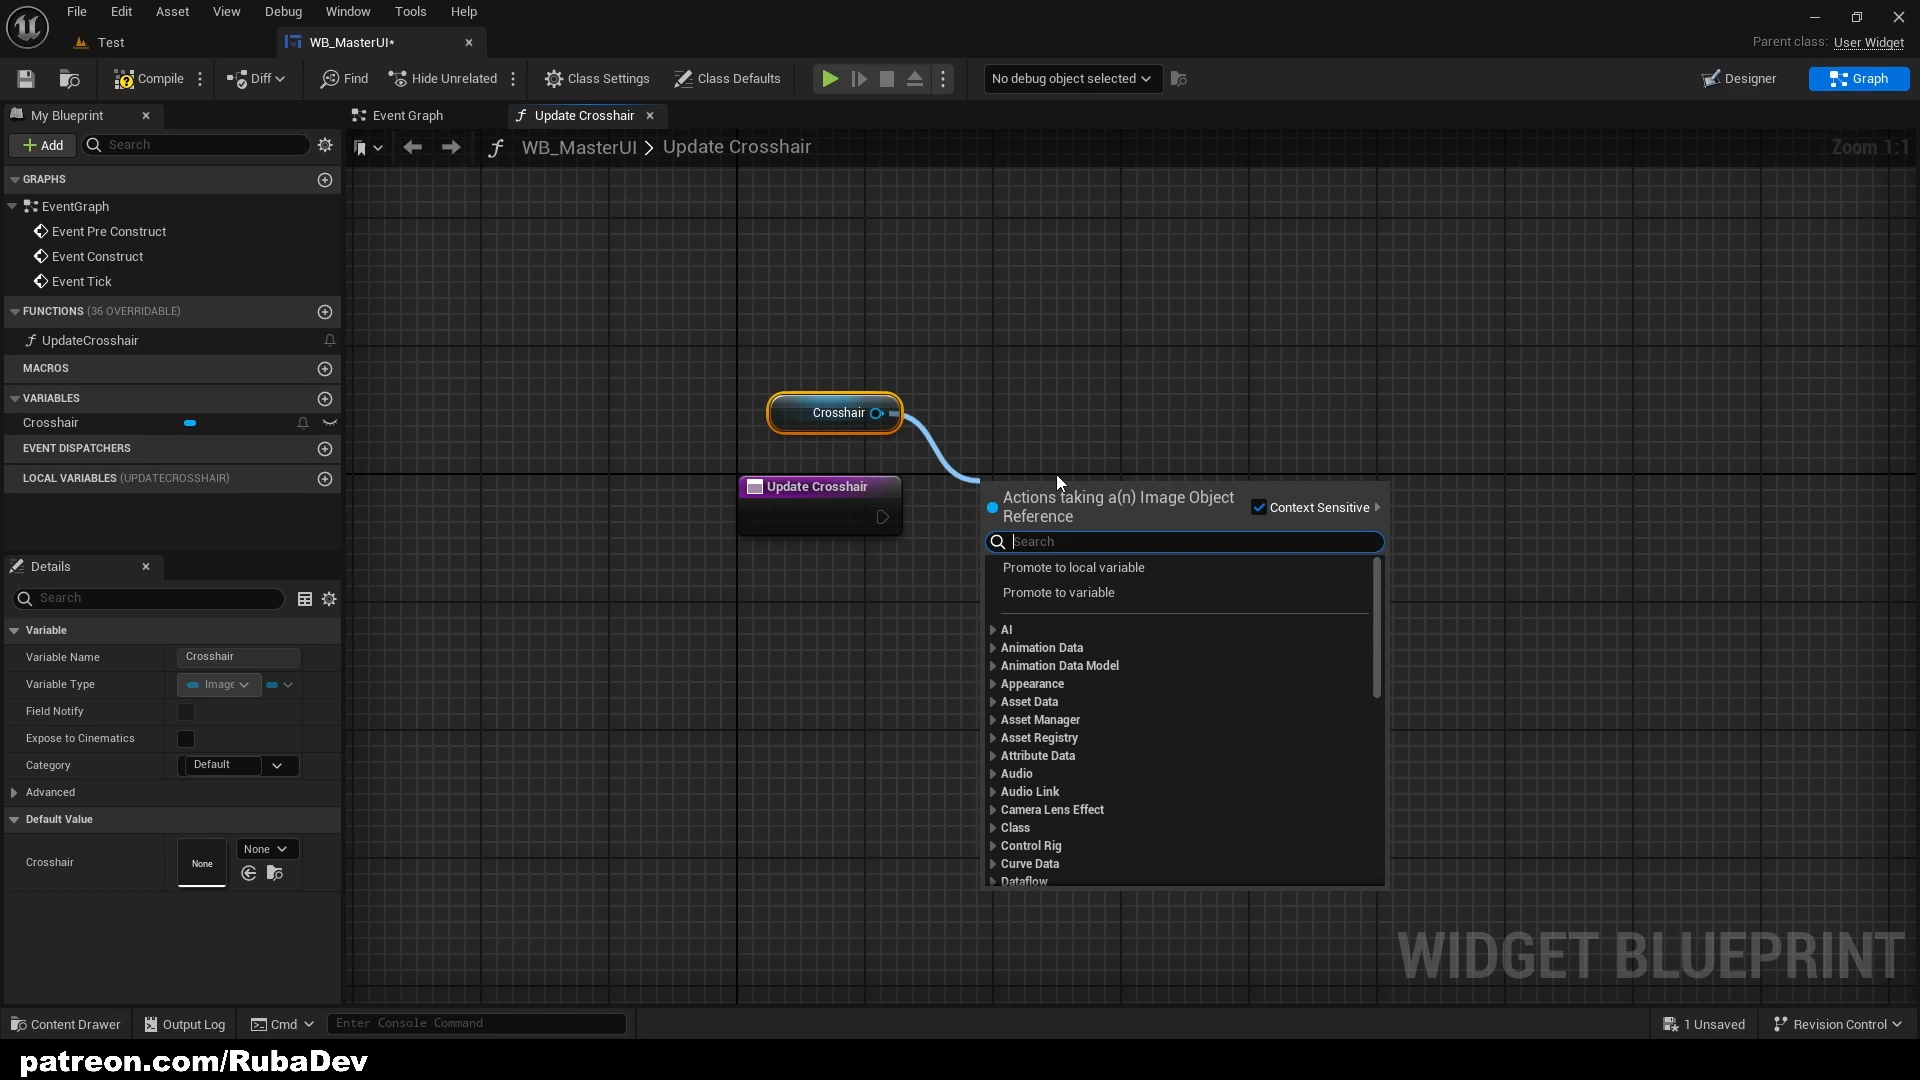 File Edit Asset View Debug Window Tools Help
Test
WB_MasterUI*
Parent class: User Widget
Compile
Diff
Find
Hide Unrelated
Class Settings
Class Defaults
No debug object selected
Designer
Graph
My Blueprint
Event Graph
Update Crosshair
Add
Search
WB_MasterUI > Update Crosshair
Zoom 1:1
GRAPHS
EventGraph
Event Pre Construct
Event Construct
Event Tick
FUNCTIONS (36 OVERRIDABLE)
UpdateCrosshair
MACROS
VARIABLES
Crosshair
EVENT DISPATCHERS
LOCAL VARIABLES (UPDATECROSSHAIR)
Crosshair
Update Crosshair
Actions taking a(n) Image Object
Reference
Context Sensitive
Search
Promote to local variable
Promote to variable
AI
Animation Data
Animation Data Model
Appearance
Asset Data
Asset Manager
Asset Registry
Attribute Data
Audio
Audio Link
Camera Lens Effect
Class
Control Rig
Curve Data
Dataflow
Details
Search
Variable
Variable Name
Crosshair
Variable Type
Image
Field Notify
Expose to Cinematics
Category
Default
Advanced
Default Value
Crosshair
None
None
WIDGET BLUEPRINT
Content Drawer
Output Log
Cmd
Enter Console Command
1 Unsaved
Revision Control
patreon.com/RubaDev